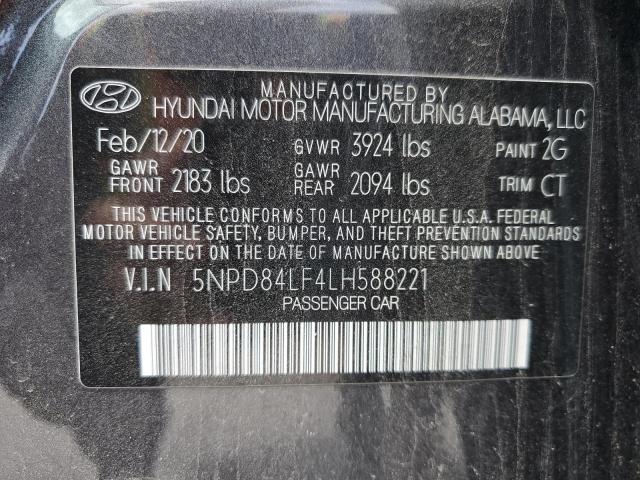 MANUFACTURED BY
HYUNDAI MOTOR MANUFACTURING ALABAMA, LLC
Feb/12/20 GVWR 3924 lbs PAINT 2G
GAWR FRONT 2183 lbs GAWR REAR 2094 lbs TRIM CT
THIS VEHICLE CONFORMS TO ALL APPLICABLE U.S.A. FEDERAL
MOTOR VEHICLE SAFETY, BUMPER, AND THEFT PREVENTION STANDARDS
IN EFFECT ON THE DATE OF MANUFACTURE SHOWN ABOVE
V.I.N 5NPD84LF4LH588221
PASSENGER CAR